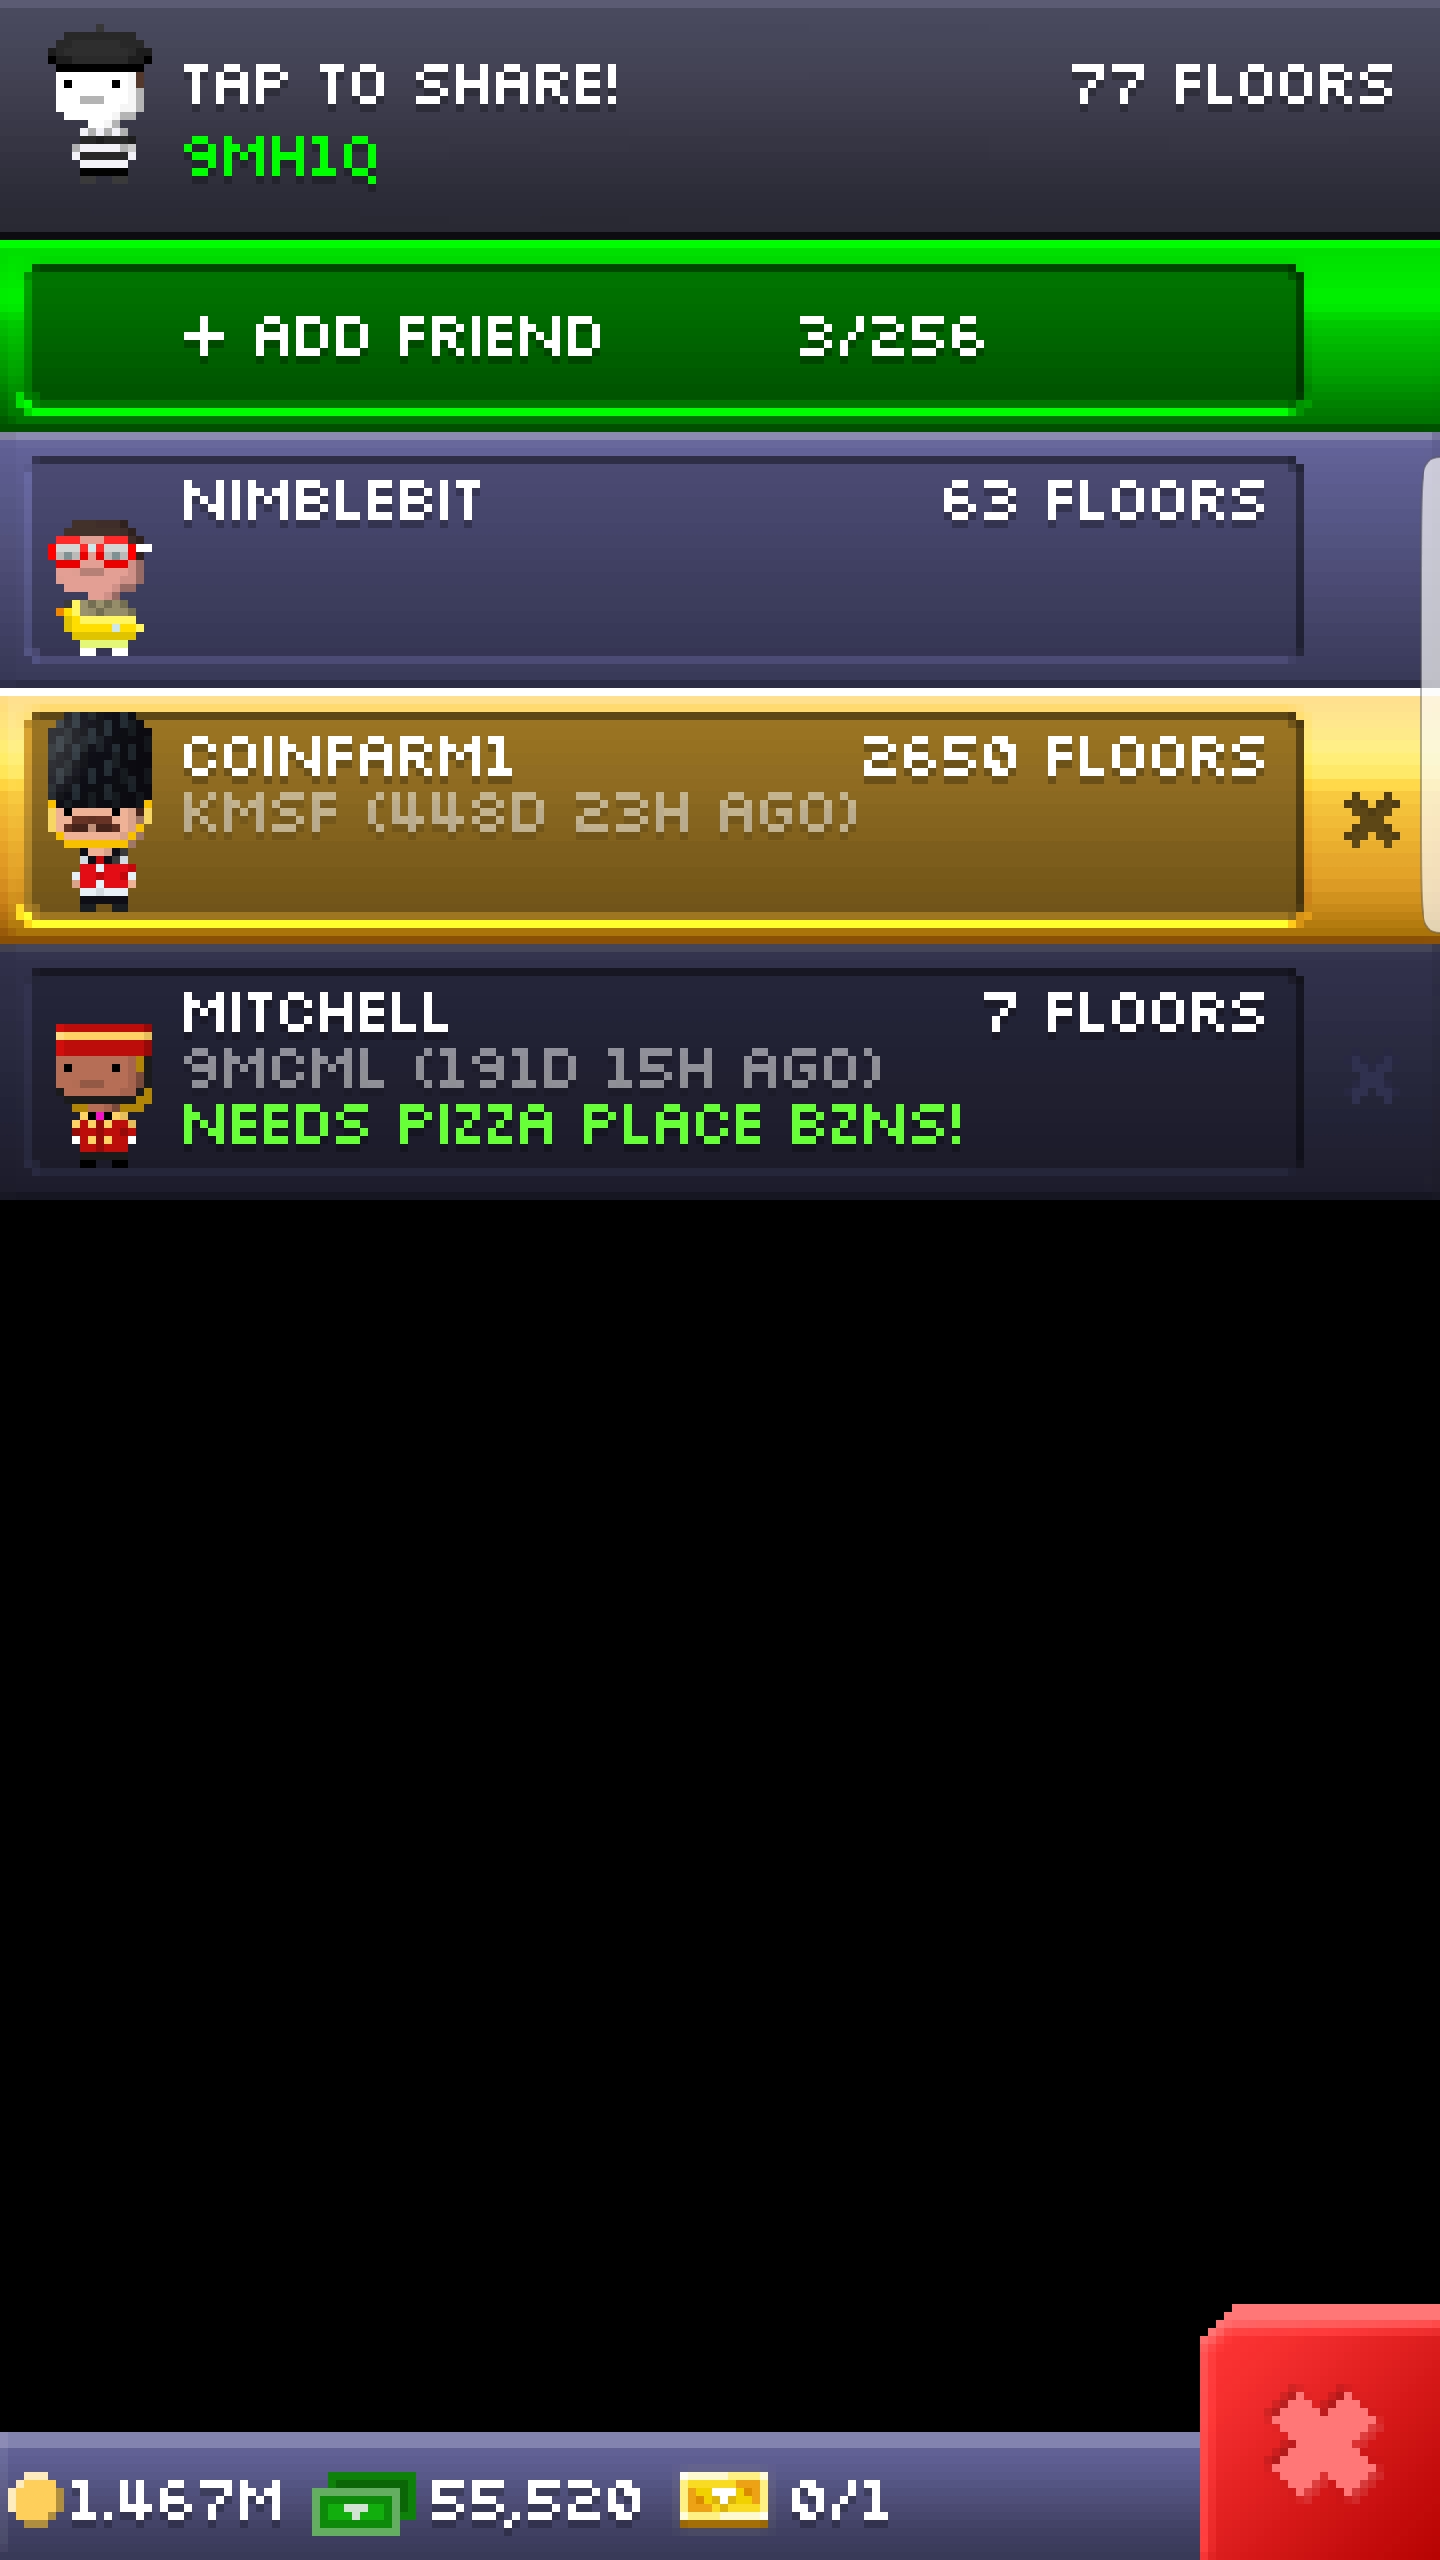 TAP TO SHARE! 77 FLOORS
9MH1Q
+ ADD FRIEND 3/256
NIMBLEBIT 63 FLOORS
COINFARM1 2650 FLOORS
KMSF (448D 23H AGO)
MITCHELL 7 FLOORS
9MCML (191D 15H AGO)
NEEDS PIZZA PLACE BZNS!
1.467M 55,520 0/1